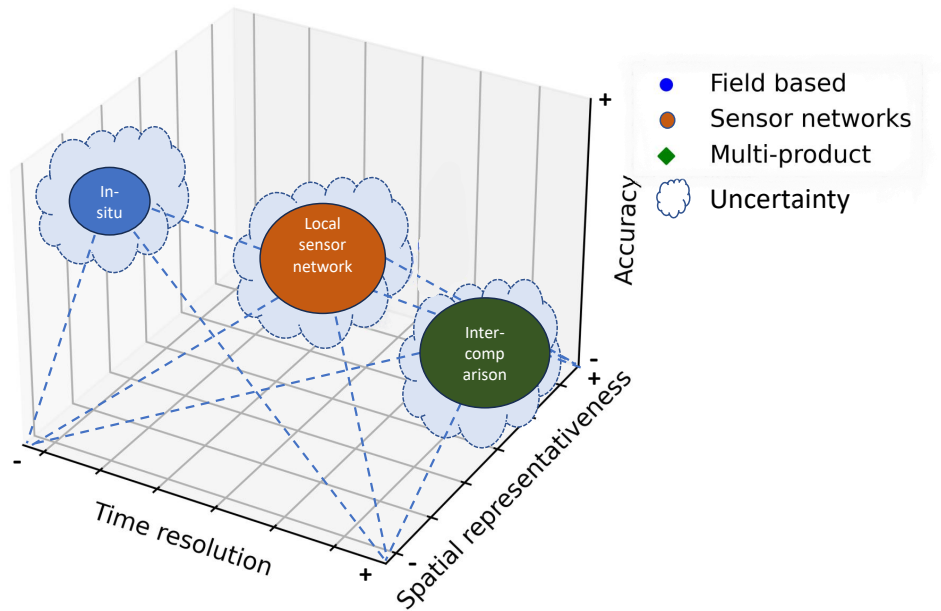 +
Field based
Sensor networks
Multi-product
Uncertainty
Accuracy
In-
situ
Local
sensor
network
Inter-
comp
arison
-
+
Spatial representativeness
-
-
Time resolution
+